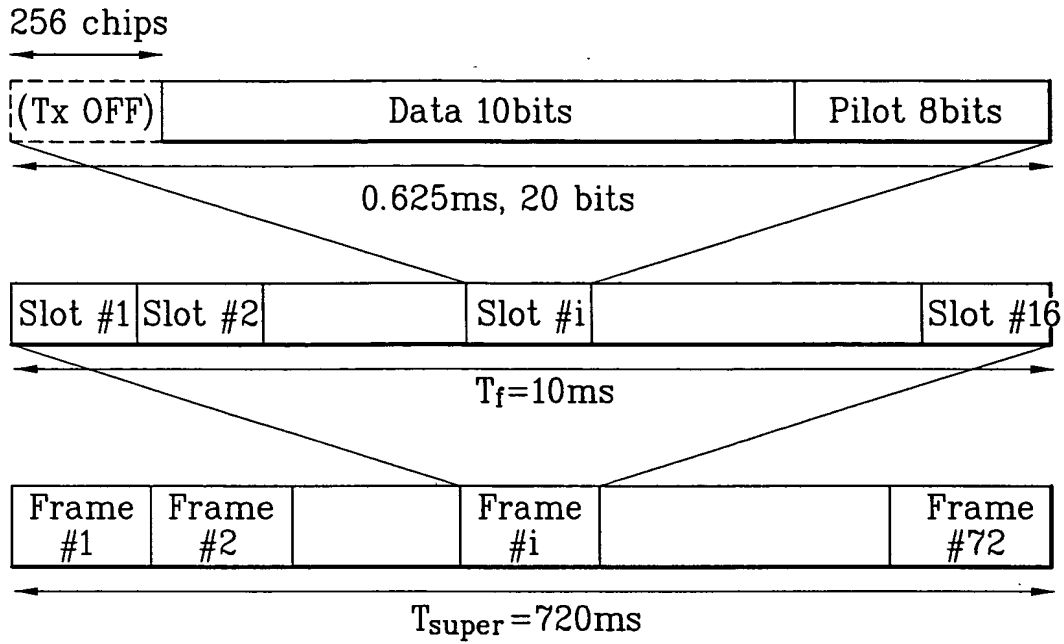 256 chips
(Tx OFF) Data 10bits Pilot 8bits
0.625ms, 20 bits
Slot #1 Slot #2 Slot #i Slot #16
Tf=10ms
Frame #1 Frame #2 Frame #i Frame #72
Tsuper=720ms